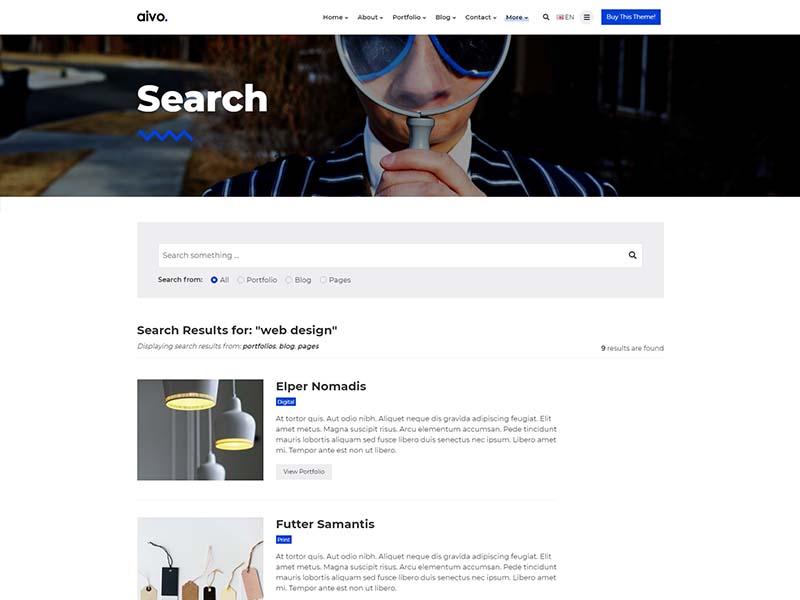 aivo.
Home About Portfolio Blog Contact More EN Buy This Theme!
Search
Search something ...
Search from: All Portfolio Blog Pages
Search Results for: "web design"
Displaying search results from: portfolios, blog, pages
9 results are found
Elper Nomadis
Digital
At tortor quis. Aut odio nibh. Aliquet neque dis gravida adipiscing feugiat. Elit
amet metus. Magna suscipit risus. Arcu elementum accumsan. Pede tincidunt
mauris lobortis aliquam sed fusce libero duis senectus nec ipsum. Libero amet
mi. Tempor ante est non ut libero.
View Portfolio
Futter Samantis
Print
At tortor quis. Aut odio nibh. Aliquet neque dis gravida adipiscing feugiat. Elit
amet metus. Magna suscipit risus. Arcu elementum accumsan. Pede tincidunt
mauris lobortis aliquam sed fusce libero duis senectus nec ipsum. Libero amet
mi. Tempor ante est non ut libero.